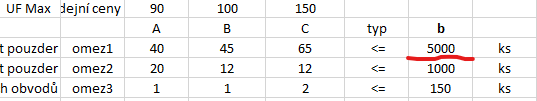 UF Max dejní ceny 90 100 150
A B C typ b
t pouzder omez1 40 45 65 <= 5000 ks
t pouzder omez2 20 12 12 <= 1000 ks
h obvodů omez3 1 1 2 <= 150 ks